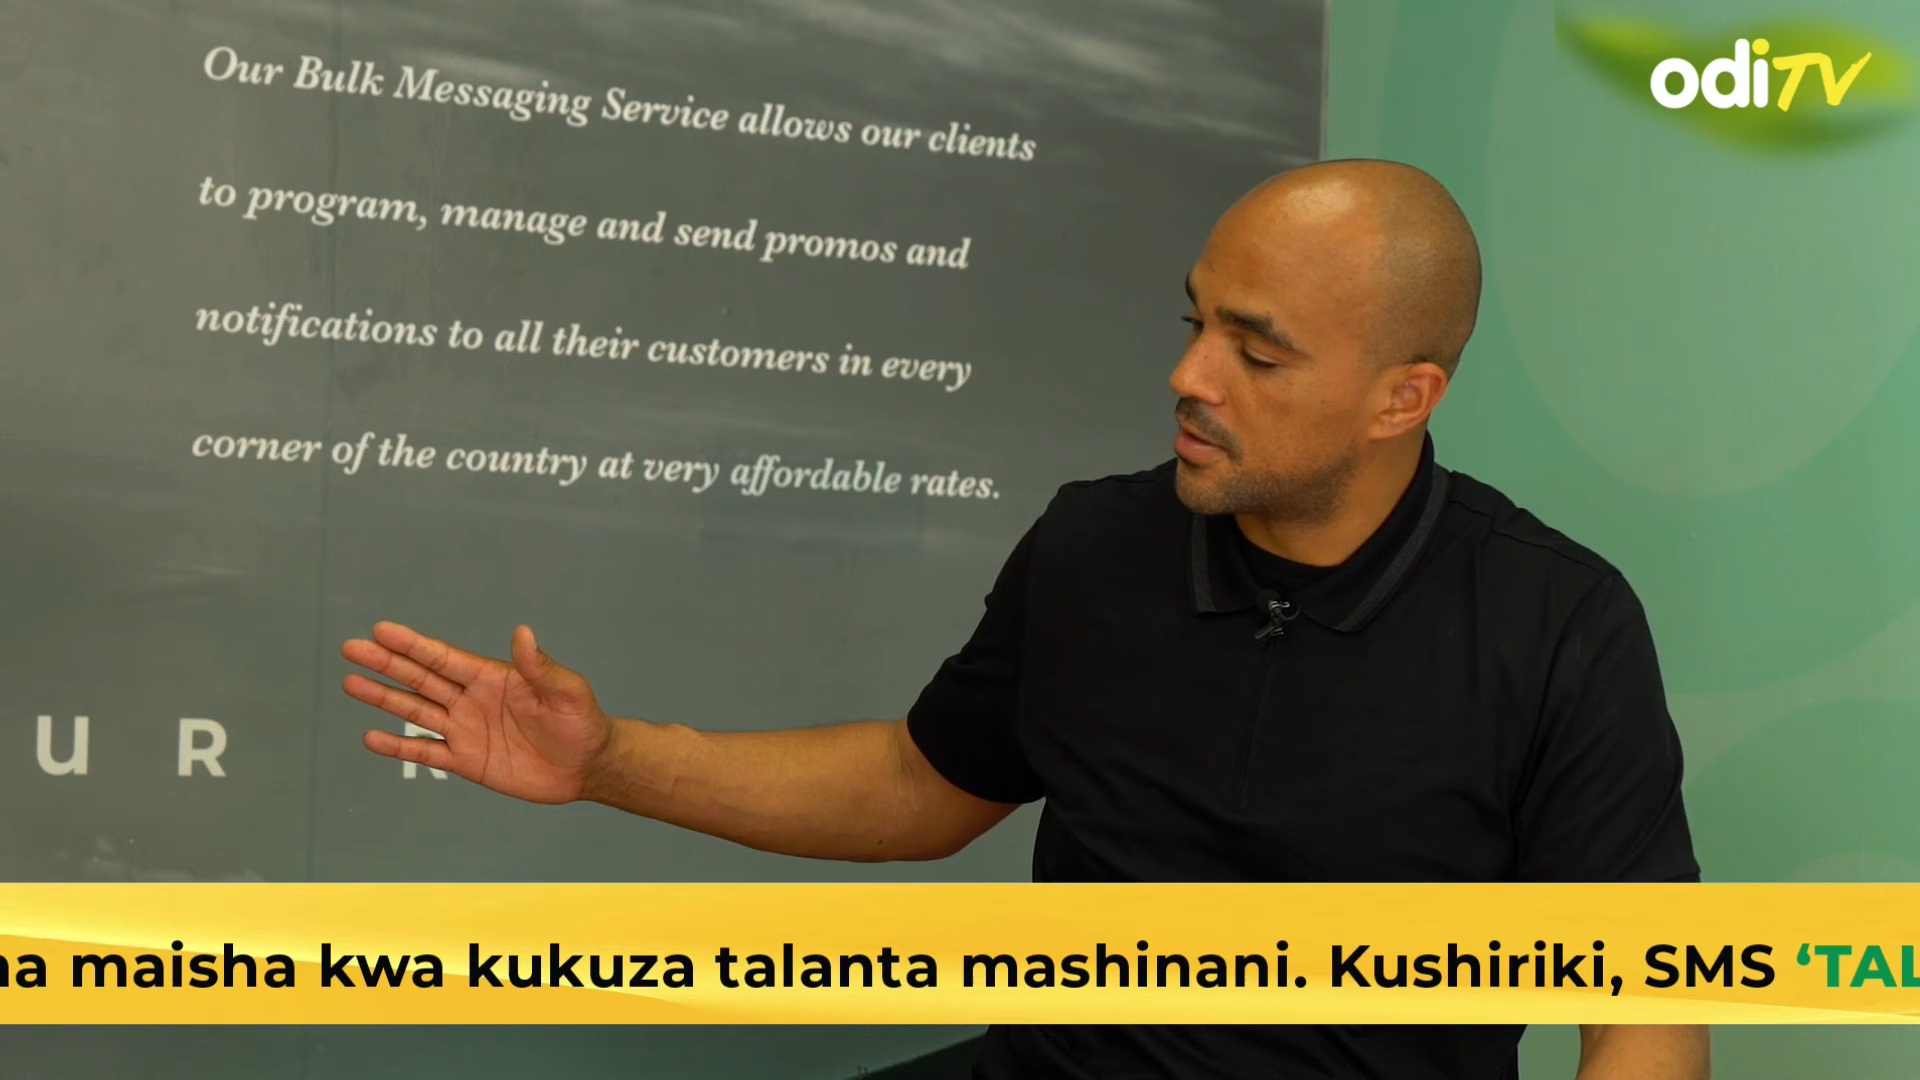 odiTV
Our Bulk Messaging Service allows our clients
to program, manage and send promos and
notifications to all their customers in every
corner of the country at very affordable rates.
UR R
maisha kwa kukuza talanta mashinani. Kushiriki, SMS ‘TAL